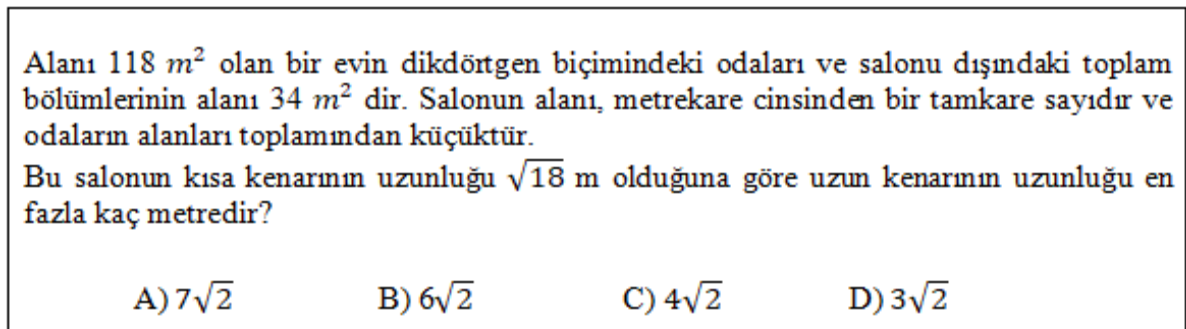 Alanı 118 m² olan bir evin dikdörtgen biçimindeki odaları ve salonu dışındaki toplam
bölümlerinin alanı 34 m² dir. Salonun alanı, metrekare cinsinden bir tamkare sayıdır ve
odaların alanları toplamından küçüktür.
Bu salonun kısa kenarının uzunluğu √18 m olduğuna göre uzun kenarının uzunluğu en
fazla kaç metredir?
A) 7√2 B) 6√2 C) 4√2 D) 3√2